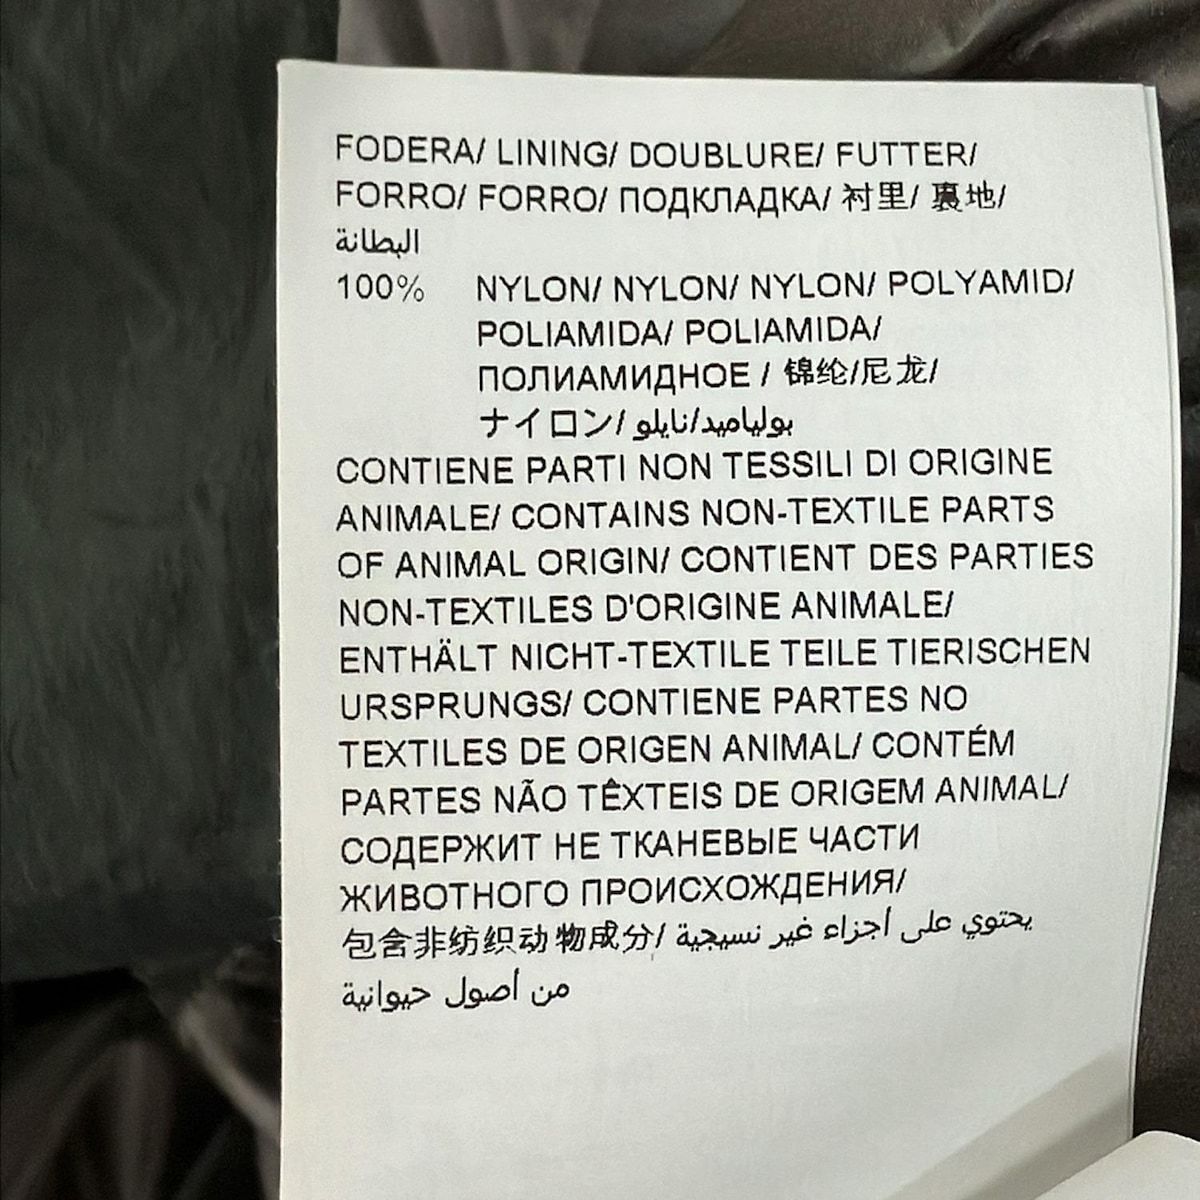 FODERA/ LINING/ DOUBLURE/ FUTTER/
FORRO/ FORRO/ ПОДКЛАДКА/ 衬里/ 裏地/
البطانة
100% NYLON/ NYLON/ NYLON/ POLYAMID/
POLIAMIDA/ POLIAMIDA/
ПОЛИАМИДНОЕ / 锦纶/尼龙/
ナイロン/ بولياميد/نايلو
CONTIENE PARTI NON TESSILI DI ORIGINE
ANIMALE/ CONTAINS NON-TEXTILE PARTS
OF ANIMAL ORIGIN/ CONTIENT DES PARTIES
NON-TEXTILES D'ORIGINE ANIMALE/
ENTHÄLT NICHT-TEXTILE TEILE TIERISCHEN
URSPRUNGS/ CONTIENE PARTES NO
TEXTILES DE ORIGEN ANIMAL/ CONTÉM
PARTES NÃO TÊXTEIS DE ORIGEM ANIMAL/
СОДЕРЖИТ НЕ ТКАНЕВЫЕ ЧАСТИ
ЖИВОТНОГО ПРОИСХОЖДЕНИЯ/
包含非纺织动物成分/ يحتوي على أجزاء غير نسيجية
من أصول حيوانية